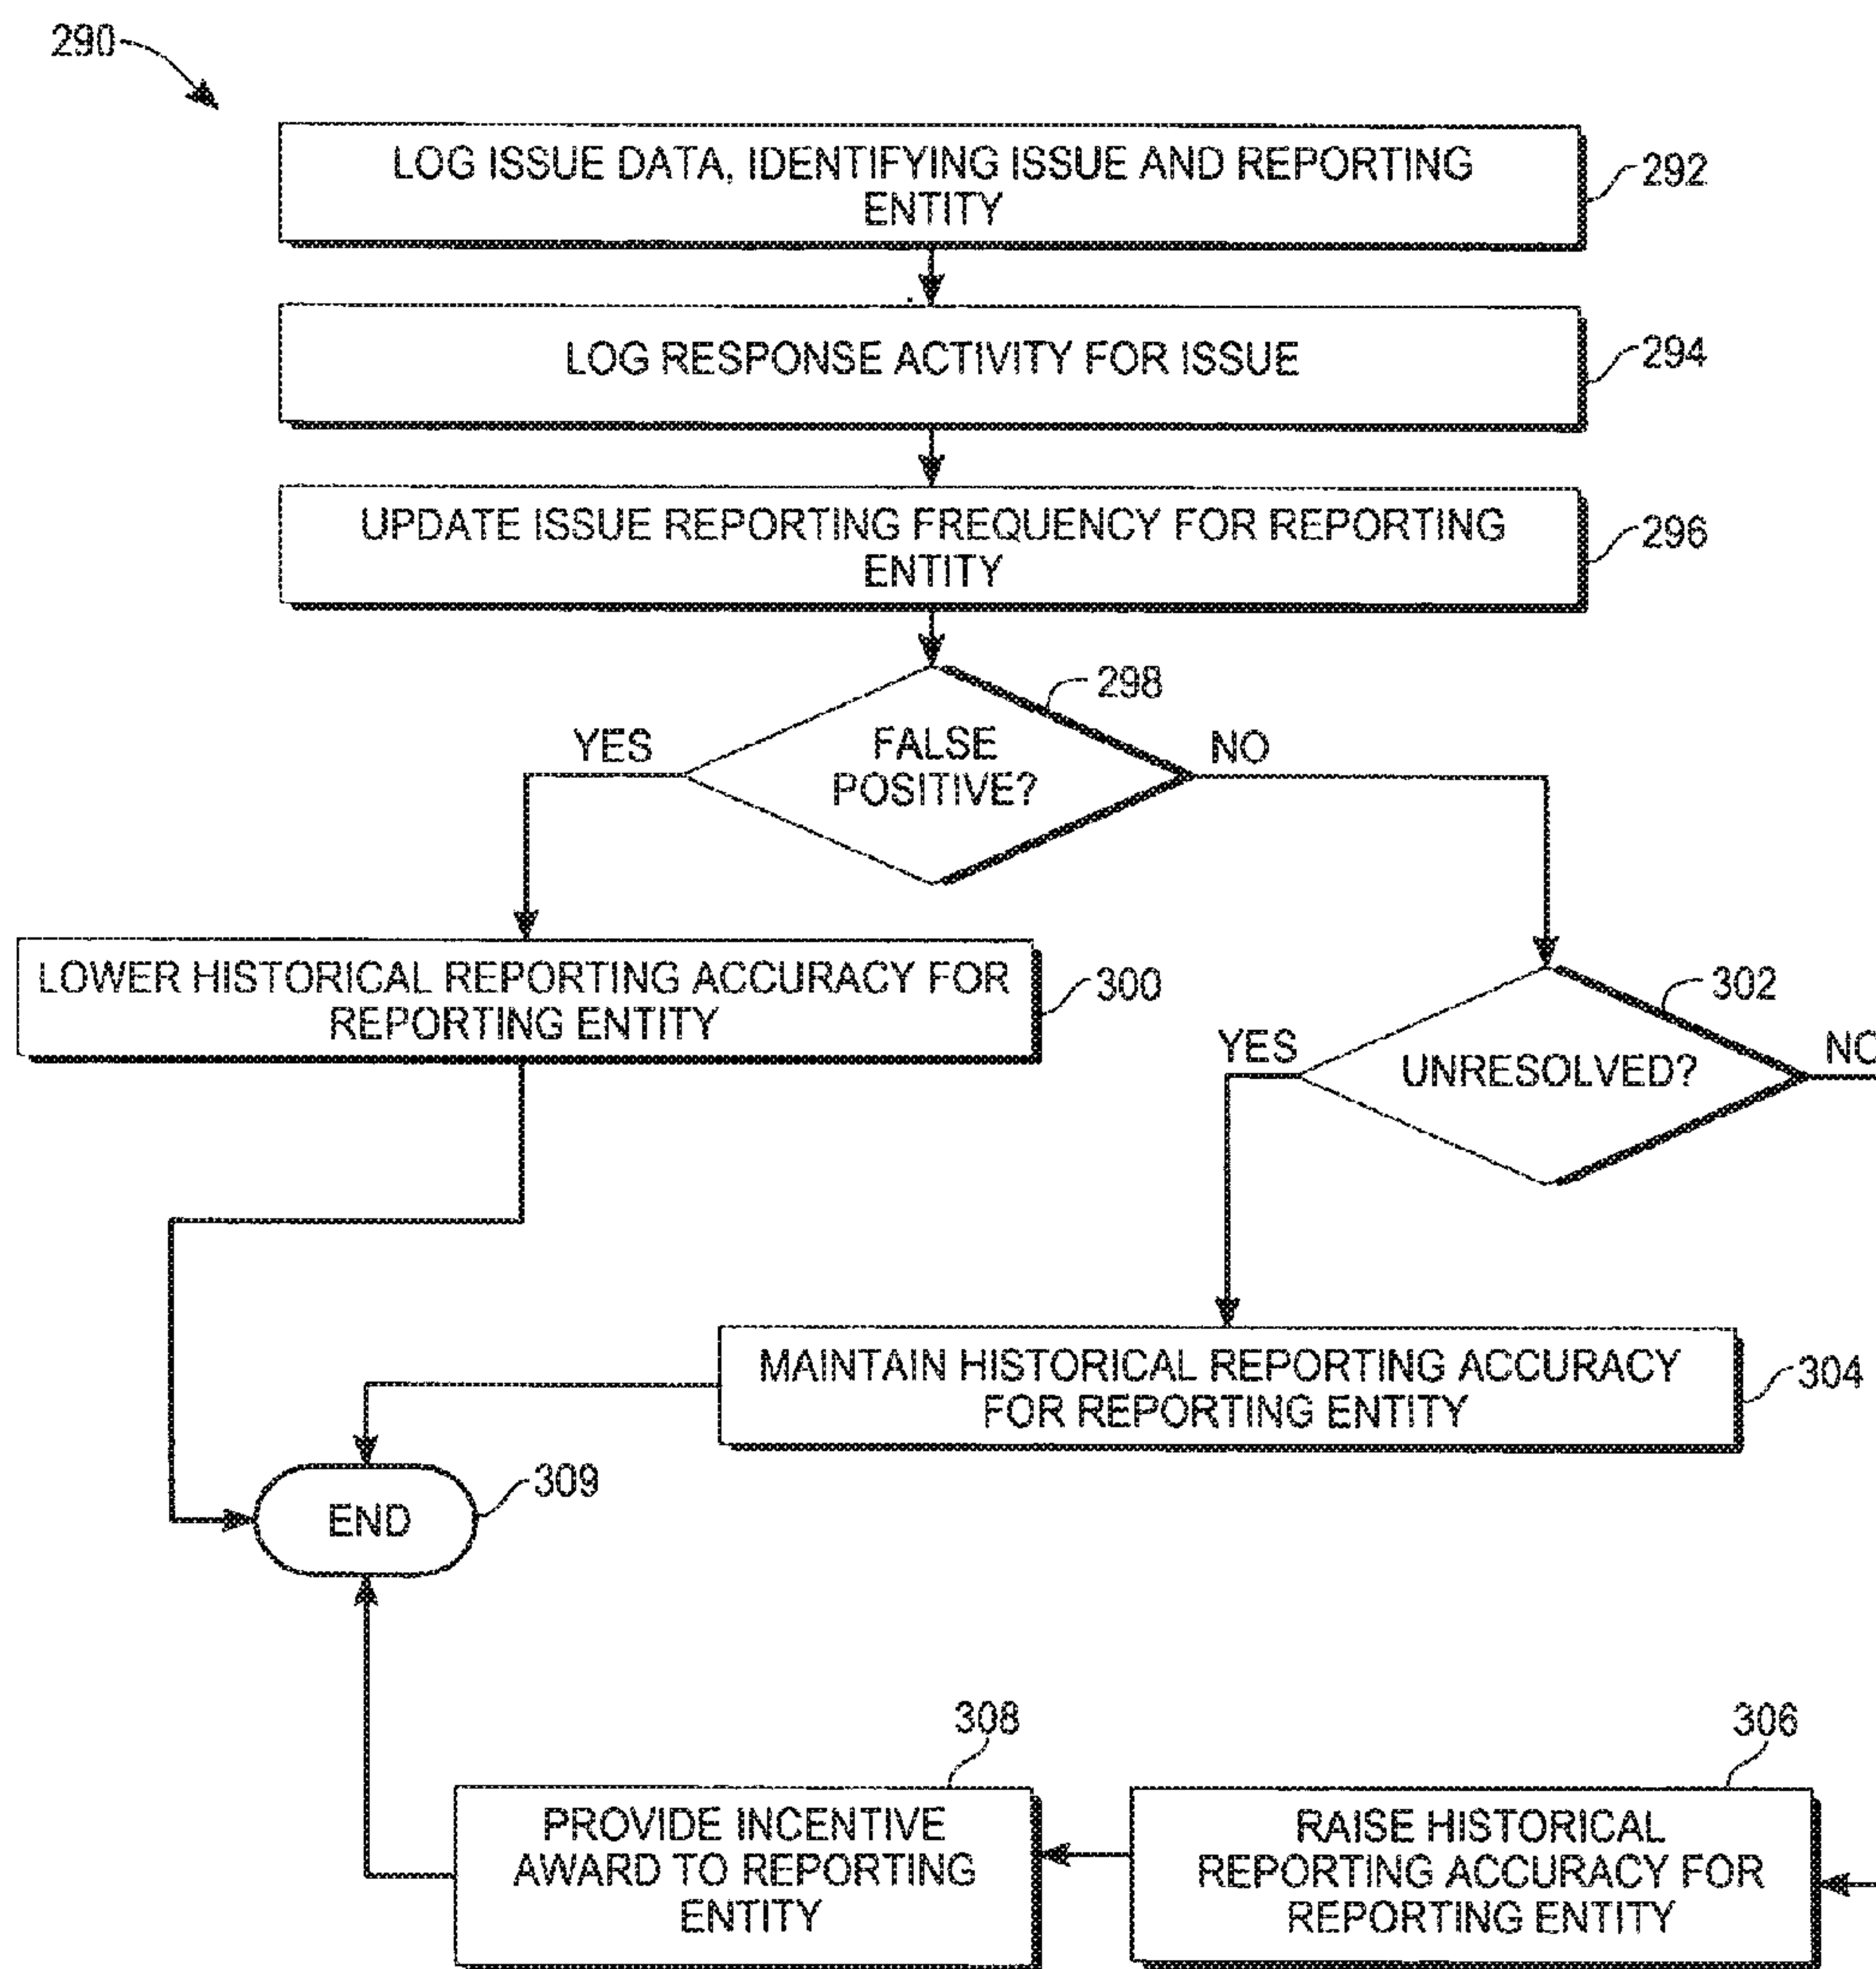 290
LOG ISSUE DATA, IDENTIFYING ISSUE AND REPORTING
ENTITY
292
LOG RESPONSE ACTIVITY FOR ISSUE
294
UPDATE ISSUE REPORTING FREQUENCY FOR REPORTING
ENTITY
296
298
YES
FALSE
POSITIVE?
NO
LOWER HISTORICAL REPORTING ACCURACY FOR
REPORTING ENTITY
300
302
YES
UNRESOLVED?
NO
MAINTAIN HISTORICAL REPORTING ACCURACY
FOR REPORTING ENTITY
304
END
309
308
PROVIDE INCENTIVE
AWARD TO REPORTING
ENTITY
306
RAISE HISTORICAL
REPORTING ACCURACY FOR
REPORTING ENTITY